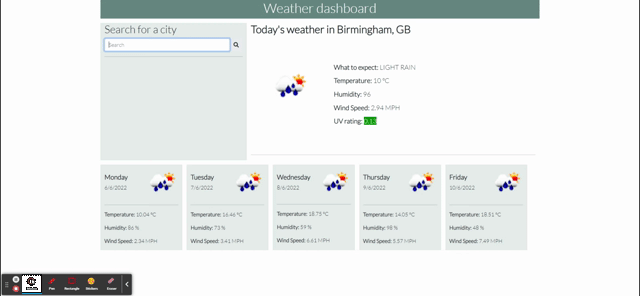 Weather dashboard
Search for a city
Search
Today's weather in Birmingham, GB
What to expect: LIGHT RAIN
Temperature: 10 °C
Humidity: 96
Wind Speed: 2.94 MPH
UV rating:
Monday
6/6/2022
Temperature: 10.04 °C
Humidity: 86 %
Wind Speed: 2.34 MPH
Tuesday
7/6/2022
Temperature: 16.46 °C
Humidity: 73 %
Wind Speed: 3.41 MPH
Wednesday
8/6/2022
Temperature: 18.75 °C
Humidity: 59 %
Wind Speed: 6.61 MPH
Thursday
9/6/2022
Temperature: 14.05 °C
Humidity: 98 %
Wind Speed: 5.57 MPH
Friday
10/6/2022
Temperature: 18.51 °C
Humidity: 48 %
Wind Speed: 7.49 MPH
Pen
Rectangle
Stickers
Eraser